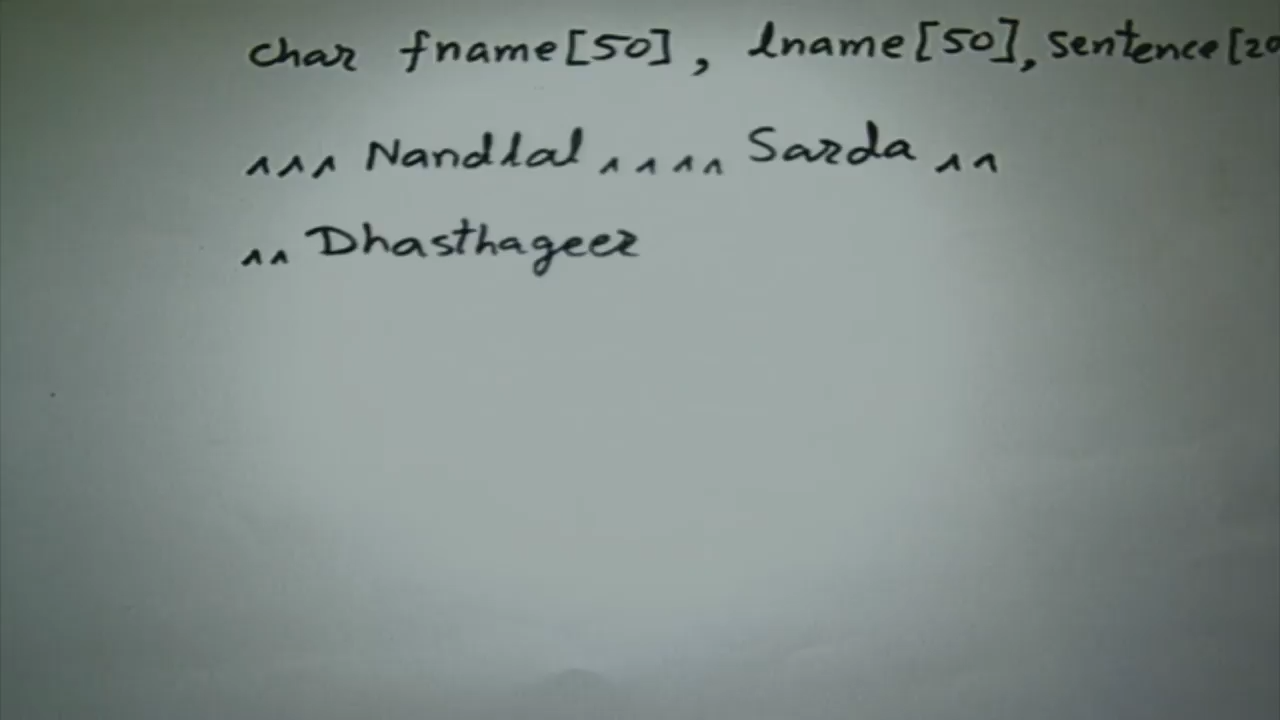 char fname[50], lname[50], sentence[20
^^^ Nandlal ^^^^ Sarda ^^
^^ Dhasthageer